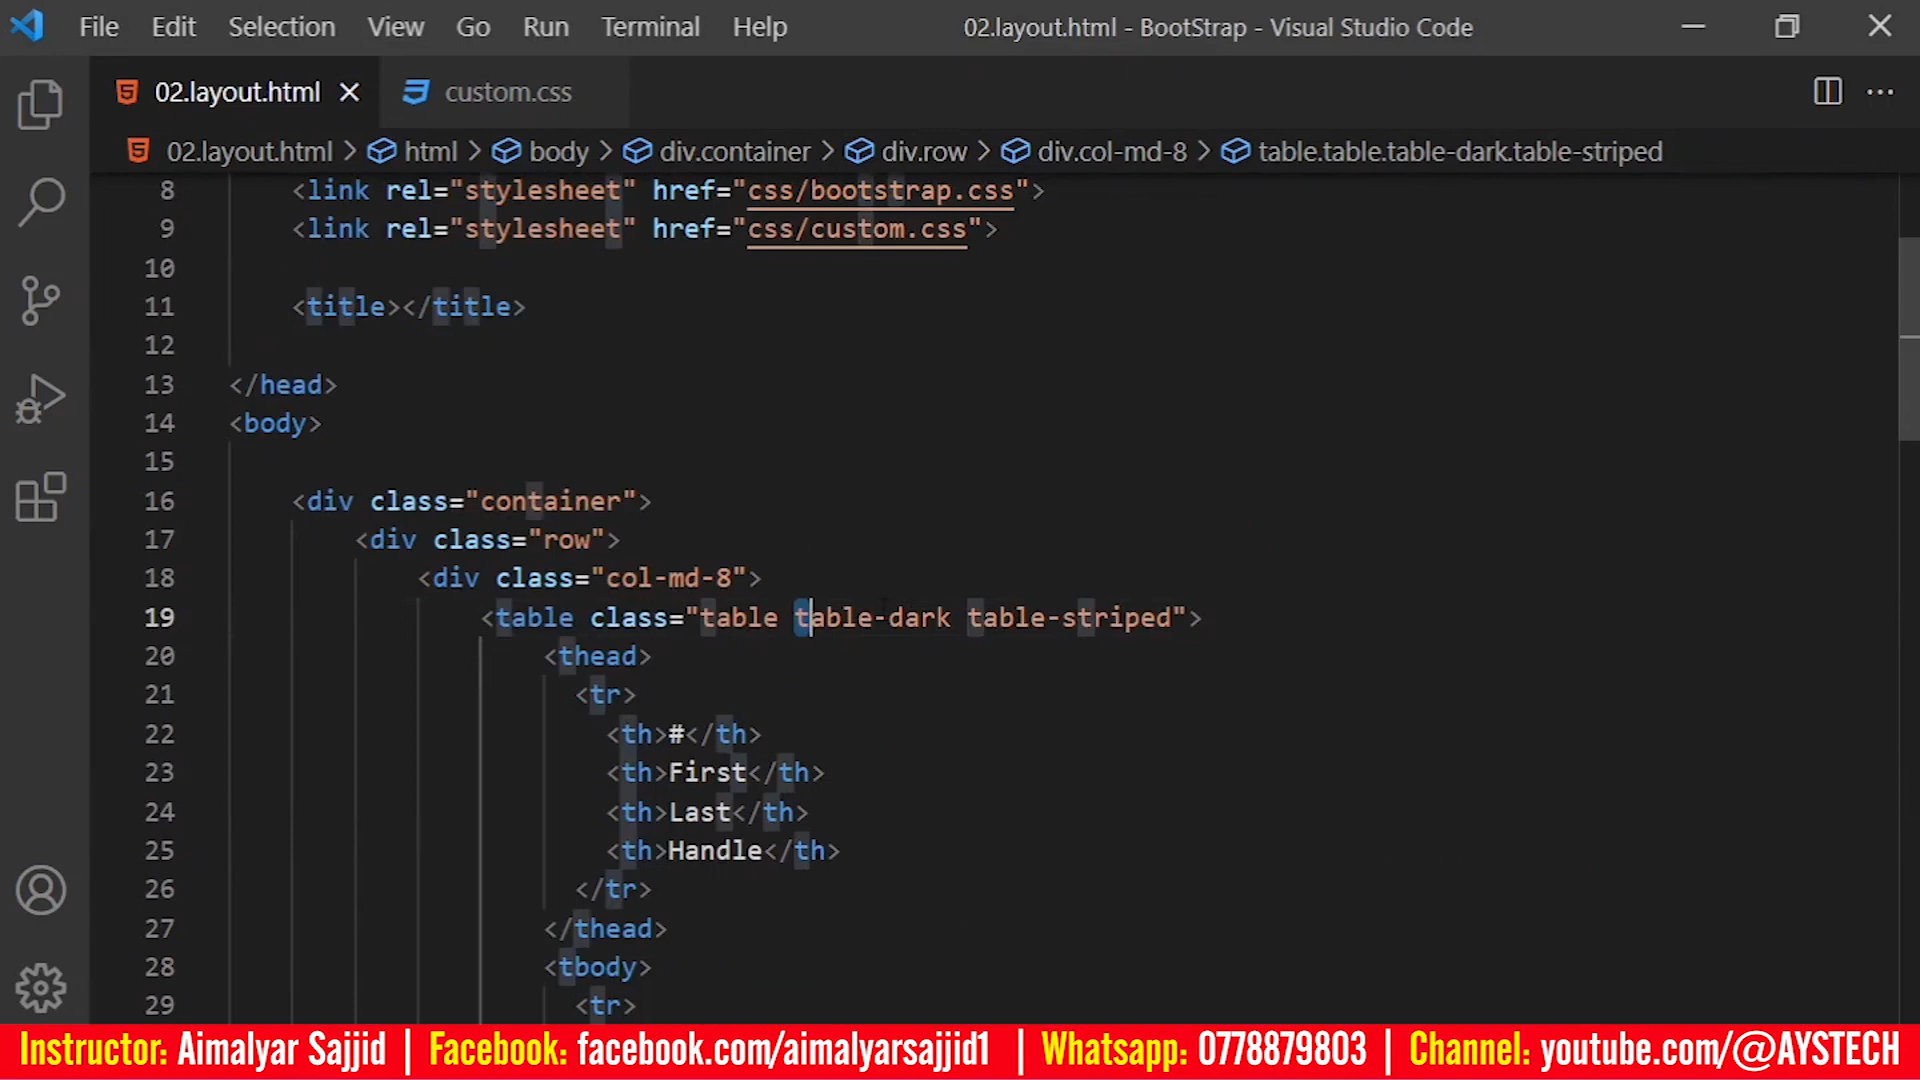 File Edit Selection View Go Run Terminal Help 02.layout.html - BootStrap - Visual Studio Code
02.layout.html custom.css
02.layout.html > html > body > div.container > div.row > div.col-md-8 > table.table.table-dark.table-striped
8 <link rel="stylesheet" href="css/bootstrap.css">
9 <link rel="stylesheet" href="css/custom.css">
10
11 <title></title>
12
13 </head>
14 <body>
15
16 <div class="container">
17 <div class="row">
18 <div class="col-md-8">
19 <table class="table table-dark table-striped">
20 <thead>
21 <tr>
22 <th>#</th>
23 <th>First</th>
24 <th>Last</th>
25 <th>Handle</th>
26 </tr>
27 </thead>
28 <tbody>
29 <tr>
Instructor: Aimalyar Sajjid | Facebook: facebook.com/aimalyarsajjid1 | Whatsapp: 0778879803 | Channel: youtube.com/@AYSTECH